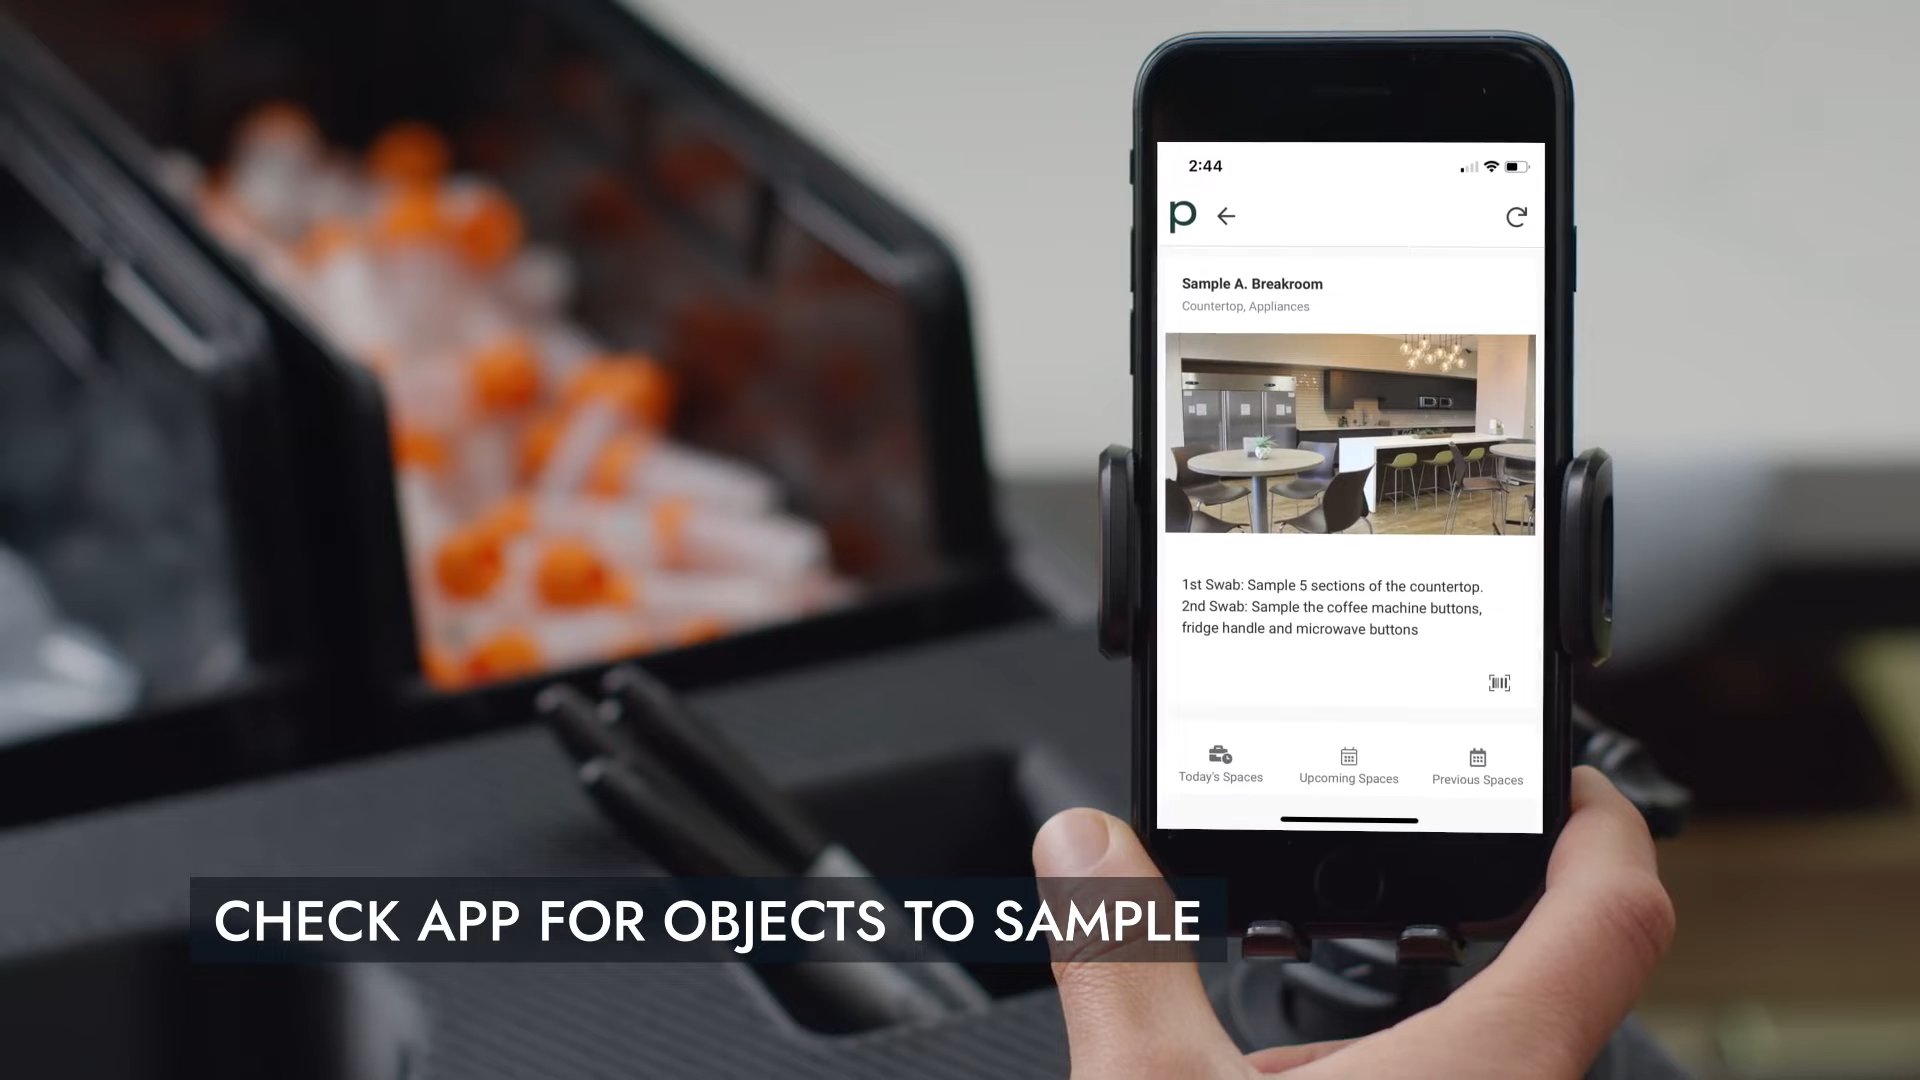 2:44
p
Sample A. Breakroom
Countertop, Appliances
1st Swab: Sample 5 sections of the countertop.
2nd Swab: Sample the coffee machine buttons,
fridge handle and microwave buttons
Today's Spaces
Upcoming Spaces
Previous Spaces
CHECK APP FOR OBJECTS TO SAMPLE